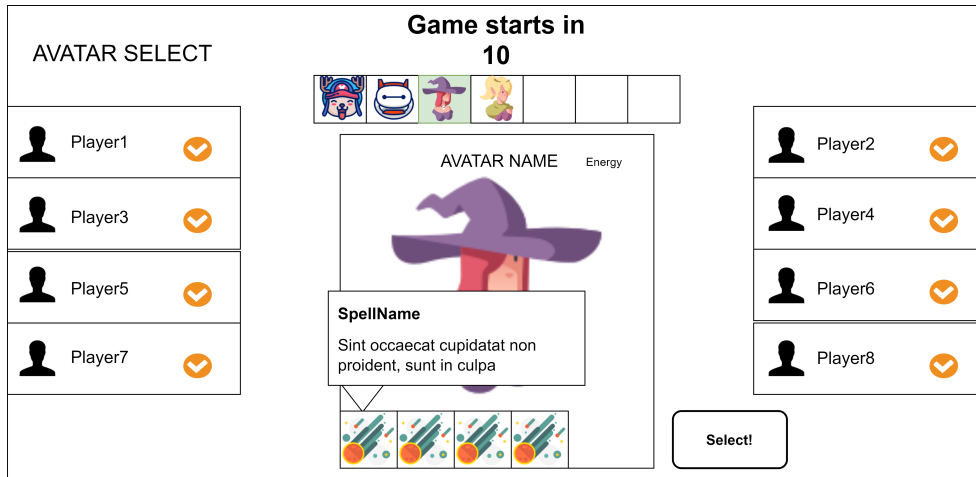 Game starts in
10
AVATAR SELECT
Player1
Player3
Player5
Player7
AVATAR NAME
Energy
SpellName
Sint occaecat cupidatat non
proident, sunt in culpa
Player2
Player4
Player6
Player8
Select!